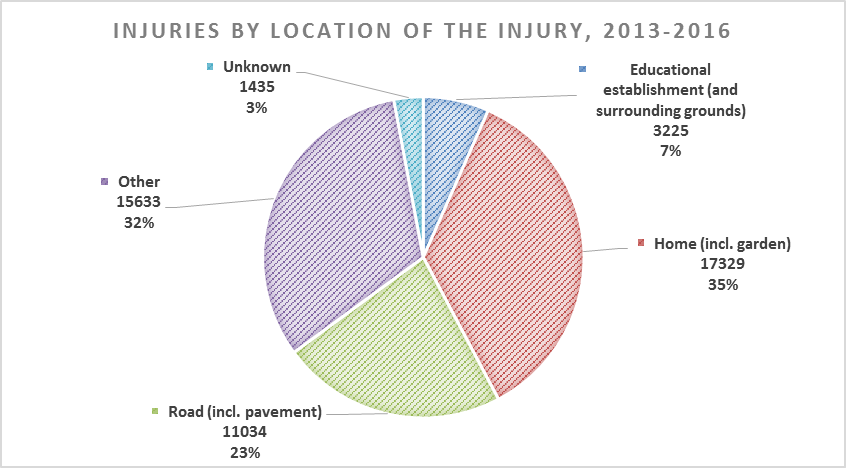 INJURIES BY LOCATION OF THE INJURY, 2013-2016
Unknown
1435
3%
Educational
establishment (and
surrounding grounds)
3225
7%
Other
15633
32%
Home (incl. garden)
17329
35%
Road (incl. pavement)
11034
23%